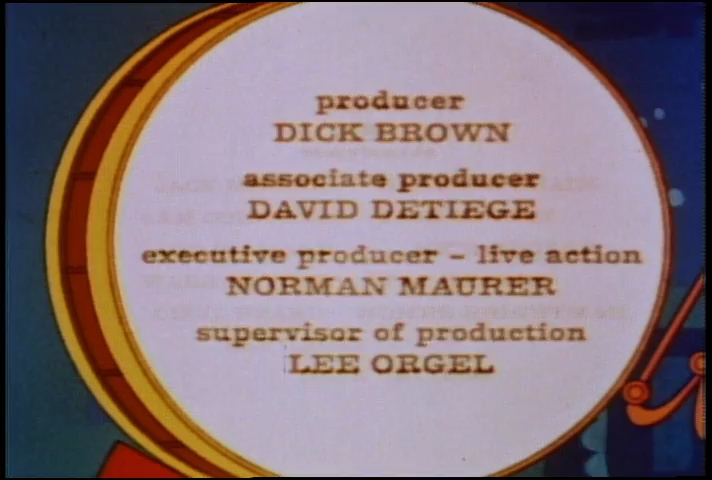 producer
DICK BROWN
associate producer
DAVID DETIEGE
executive producer – live action
NORMAN MAURER
supervisor of production
LEE ORGEL